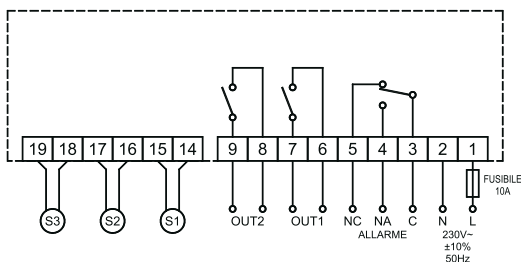 19 18 17 16 15 14 9 8 7 6 5 4 3 2 1
FUSIBILE
10A
S3 S2 S1 OUT2 OUT1 NC NA C N L
ALLARME
230V~
±10%
50Hz